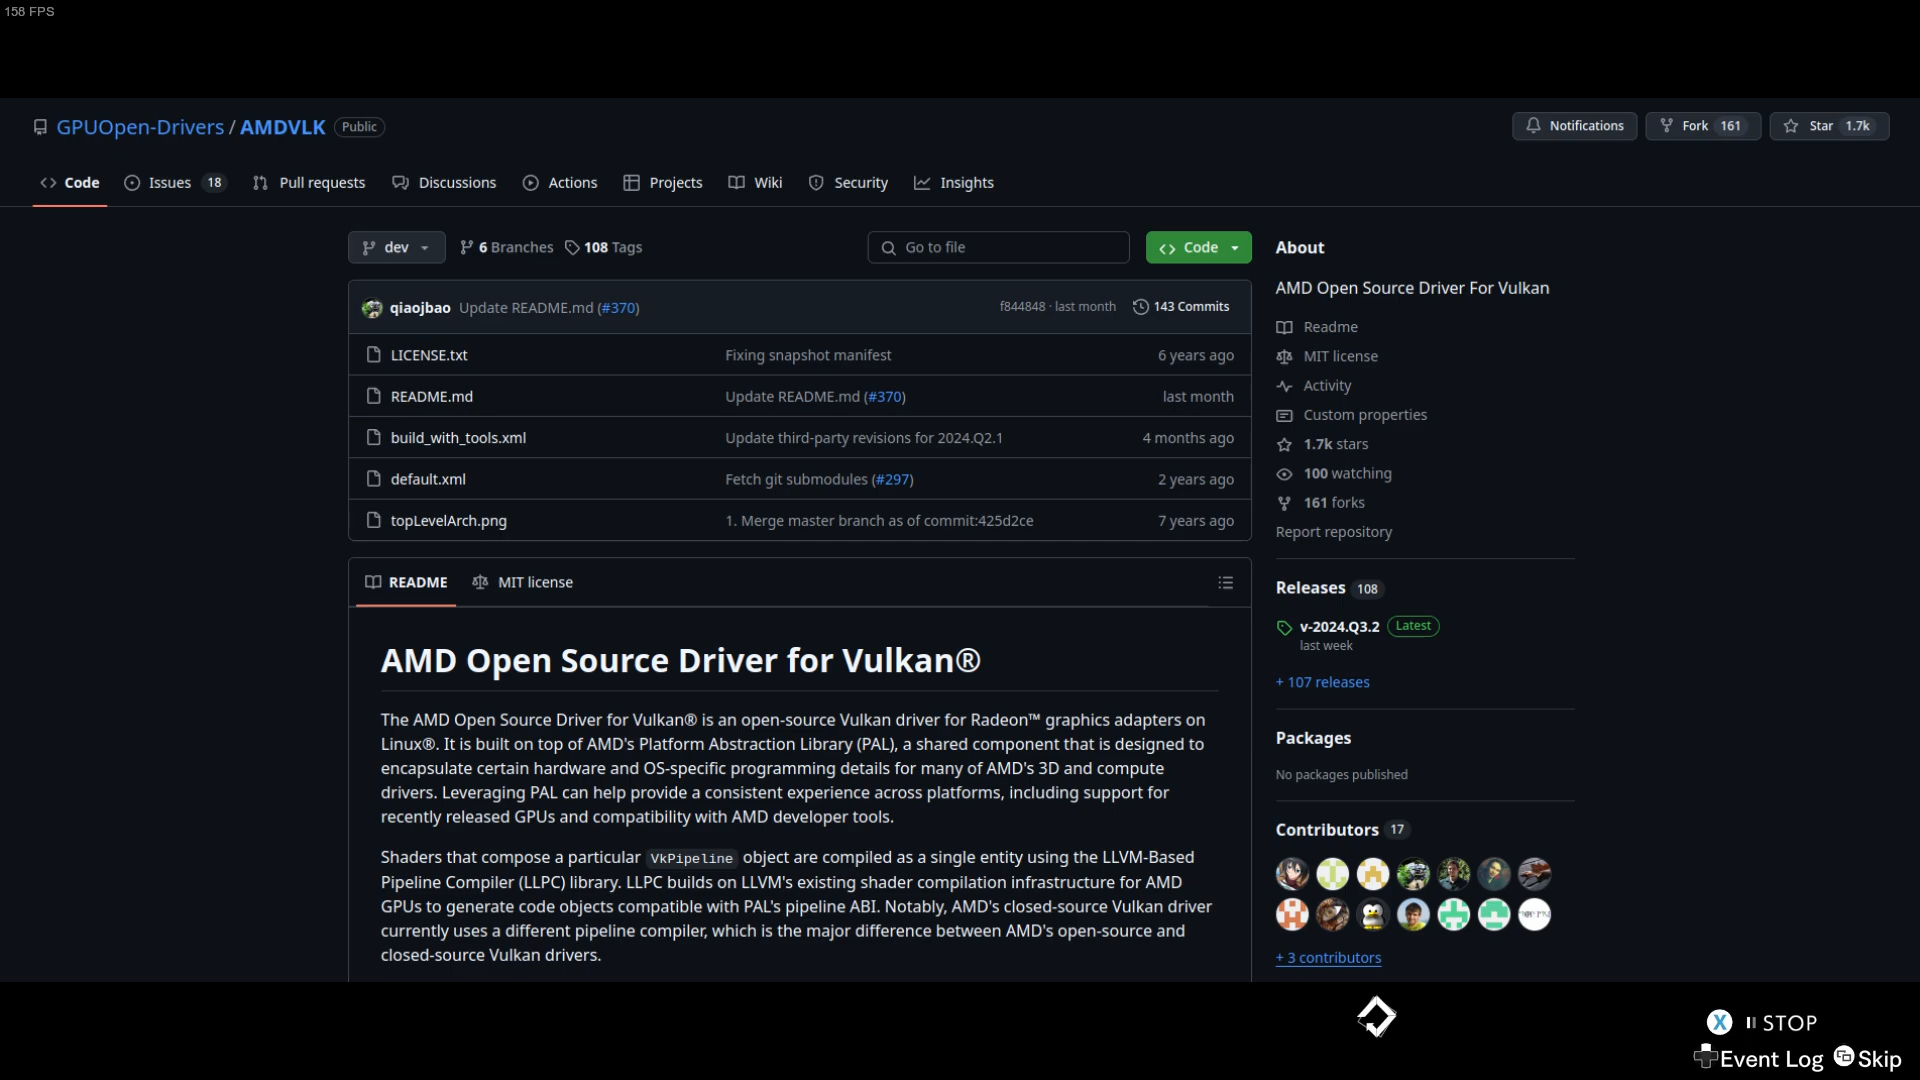 158 FPS
GPUOpen-Drivers / AMDVLK Public
Notifications Fork 161 Star 1.7k
Code Issues 18 Pull requests Discussions Actions Projects Wiki Security Insights
dev 6 Branches 108 Tags Go to file Code
qiaojbao Update README.md (#370) f844848 · last month 143 Commits
LICENSE.txt Fixing snapshot manifest 6 years ago
README.md Update README.md (#370) last month
build_with_tools.xml Update third-party revisions for 2024.Q2.1 4 months ago
default.xml Fetch git submodules (#297) 2 years ago
topLevelArch.png 1. Merge master branch as of commit:425d2ce 7 years ago
README MIT license
AMD Open Source Driver for Vulkan®
The AMD Open Source Driver for Vulkan® is an open-source Vulkan driver for Radeon™ graphics adapters on
Linux®. It is built on top of AMD's Platform Abstraction Library (PAL), a shared component that is designed to
encapsulate certain hardware and OS-specific programming details for many of AMD's 3D and compute
drivers. Leveraging PAL can help provide a consistent experience across platforms, including support for
recently released GPUs and compatibility with AMD developer tools.
Shaders that compose a particular VkPipeline object are compiled as a single entity using the LLVM-Based
Pipeline Compiler (LLPC) library. LLPC builds on LLVM's existing shader compilation infrastructure for AMD
GPUs to generate code objects compatible with PAL's pipeline ABI. Notably, AMD's closed-source Vulkan driver
currently uses a different pipeline compiler, which is the major difference between AMD's open-source and
closed-source Vulkan drivers.
About
AMD Open Source Driver For Vulkan
Readme
MIT license
Activity
Custom properties
1.7k stars
100 watching
161 forks
Report repository
Releases 108
v-2024.Q3.2 Latest
last week
+ 107 releases
Packages
No packages published
Contributors 17
+ 3 contributors
X STOP
Event Log Skip